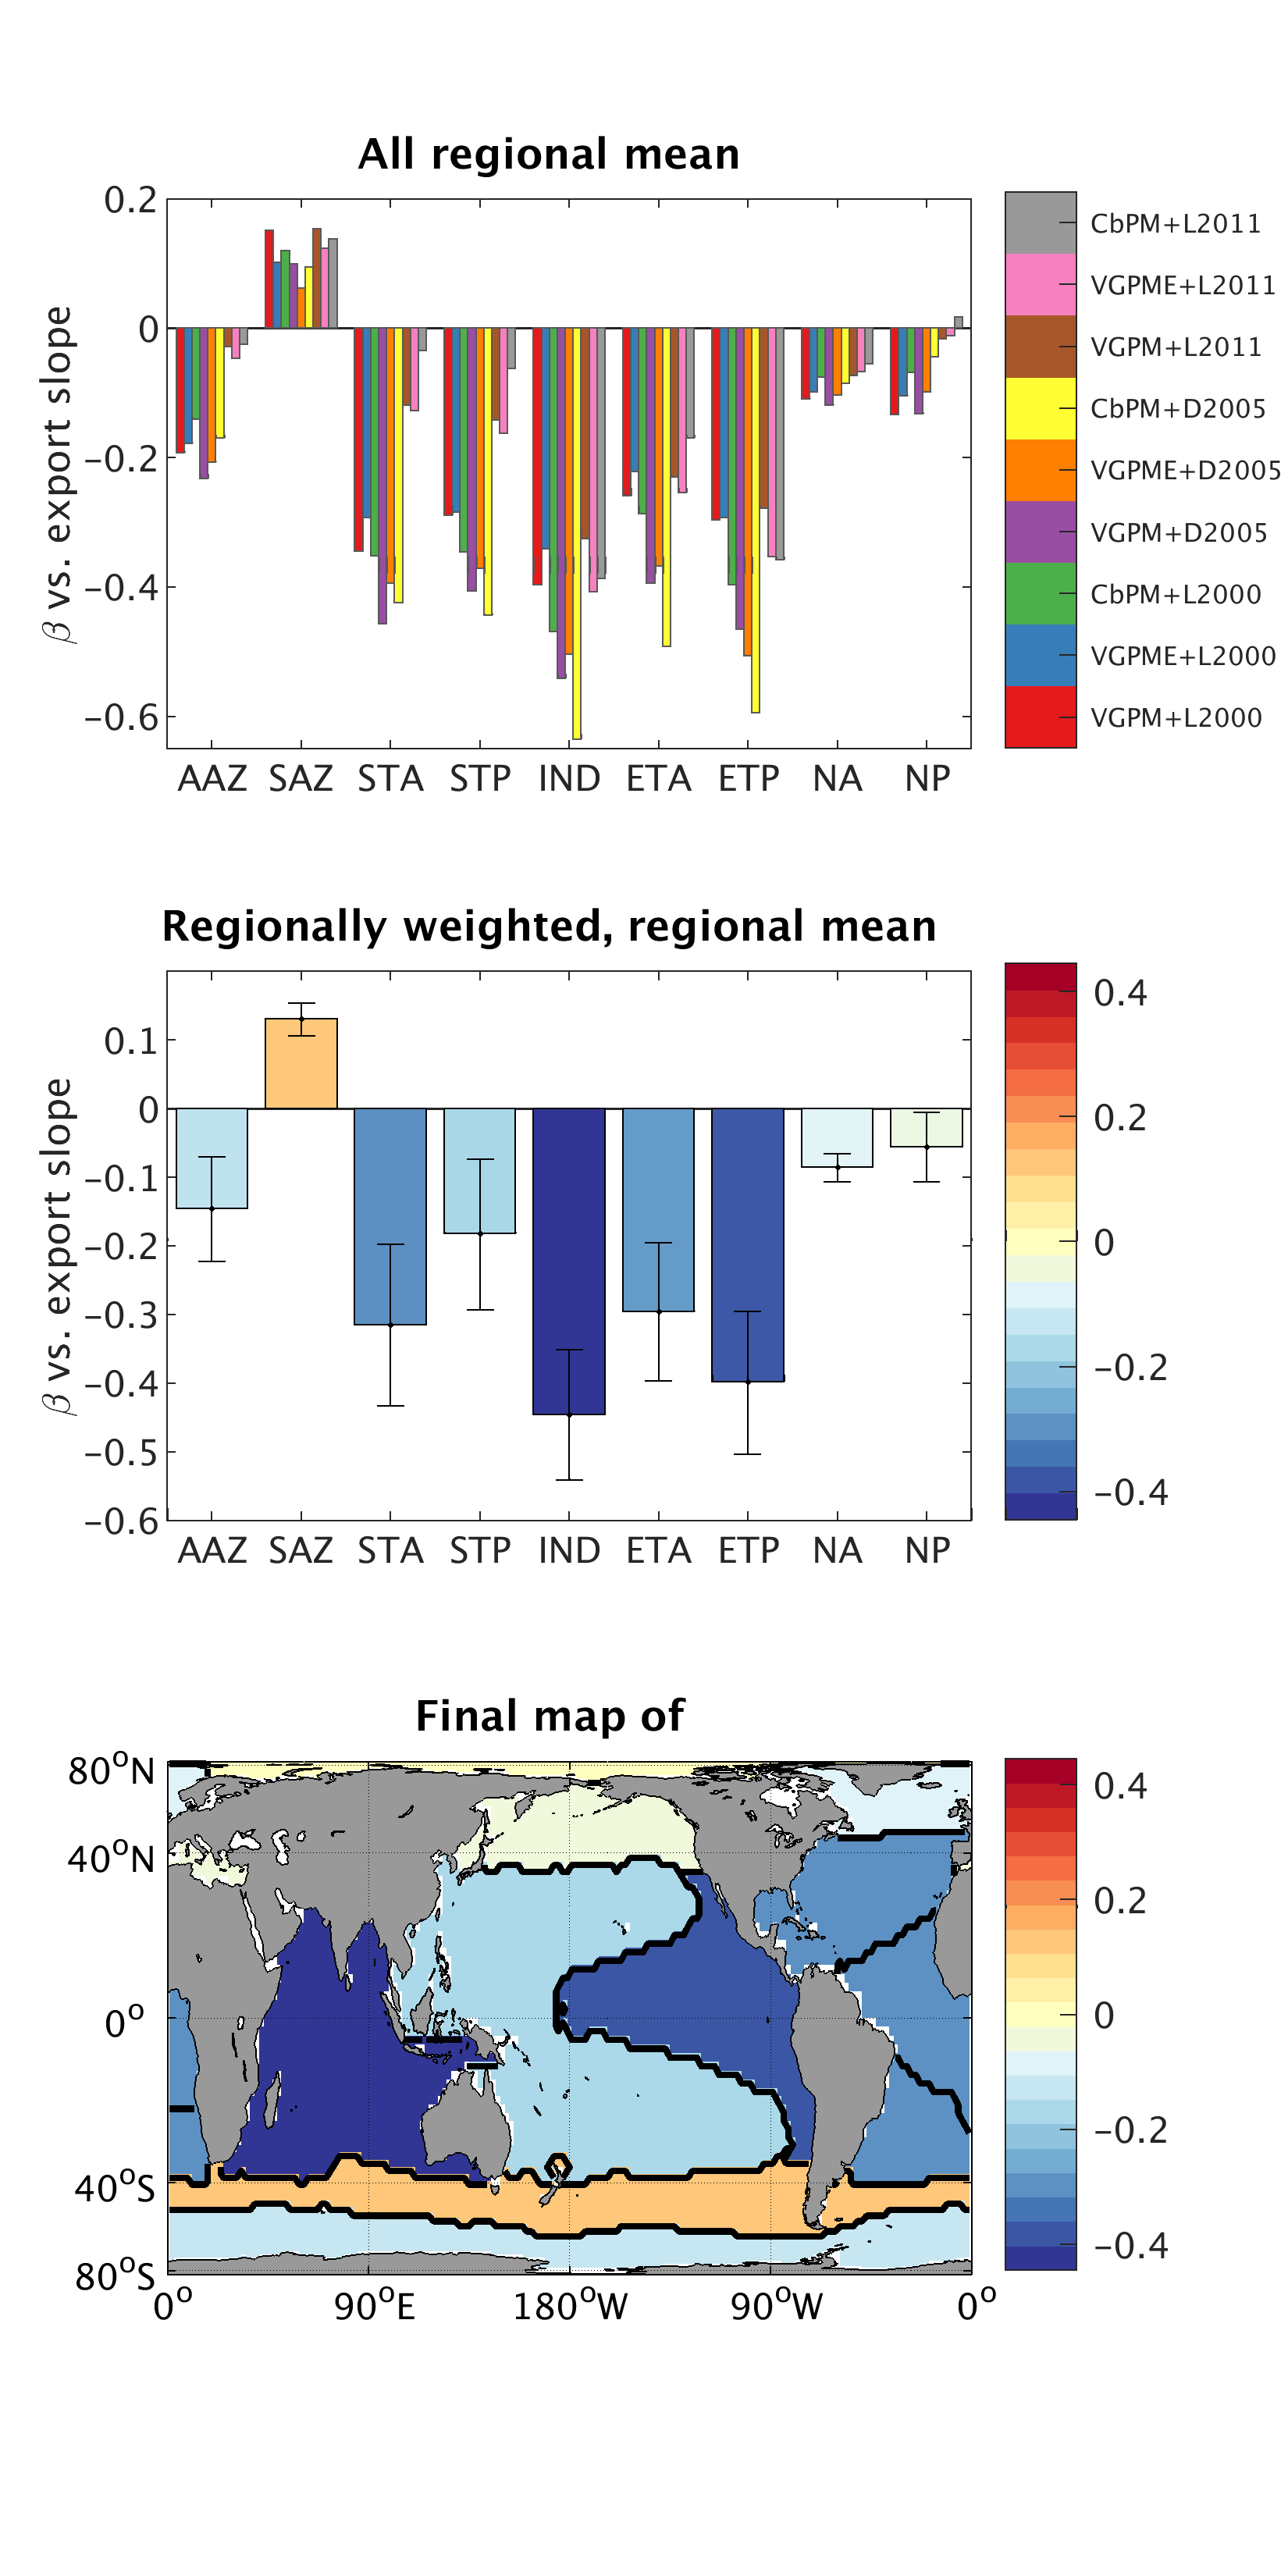 All regional mean
0.2
0
−0.2
−0.4
−0.6
β vs. export slope
AAZ SAZ STA STP IND ETA ETP NA NP
CbPM+L2011
VGPME+L2011
VGPM+L2011
CbPM+D2005
VGPME+D2005
VGPM+D2005
CbPM+L2000
VGPME+L2000
VGPM+L2000
Regionally weighted, regional mean
0.1
0
−0.1
−0.2
−0.3
−0.4
−0.5
−0.6
β vs. export slope
AAZ SAZ STA STP IND ETA ETP NA NP
0.4
0.2
0
−0.2
−0.4
Final map of
80°N
40°N
0°
40°S
80°S
0° 90°E 180°W 90°W 0°
0.4
0.2
0
−0.2
−0.4